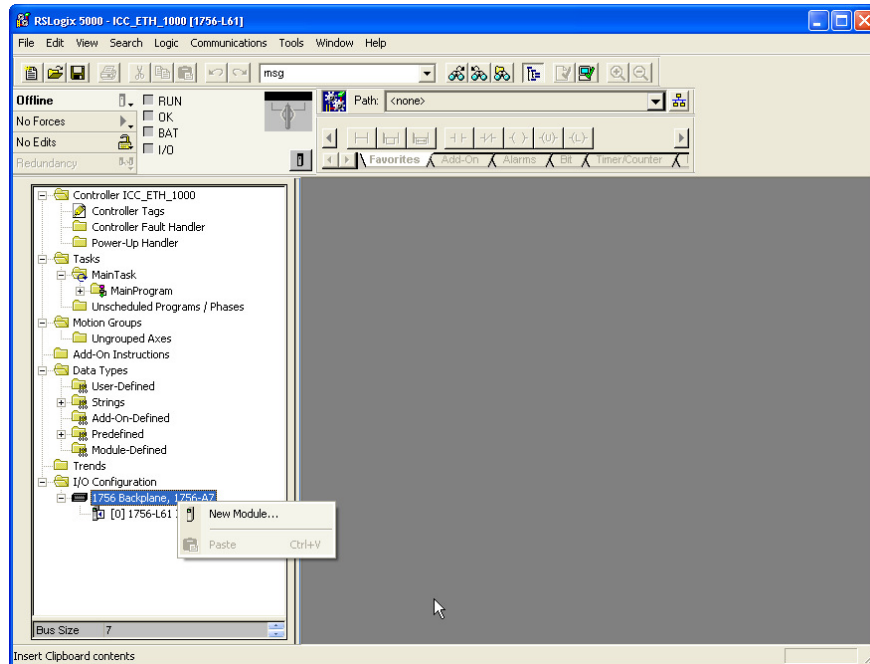 RSLogix 5000 - ICC_ETH_1000 [1756-L61]
File Edit View Search Logic Communications Tools Window Help
msg
Offline
RUN
Path: <none>
No Forces
OK
No Edits
BAT
Redundancy
I/O
Favorites Add-On Alarms Bit Timer/Counter
Controller ICC_ETH_1000
Controller Tags
Controller Fault Handler
Power-Up Handler
Tasks
MainTask
MainProgram
Unscheduled Programs / Phases
Motion Groups
Ungrouped Axes
Add-On Instructions
Data Types
User-Defined
Strings
Add-On-Defined
Predefined
Module-Defined
Trends
I/O Configuration
1756 Backplane, 1756-A7
[0] 1756-L61
New Module...
Paste Ctrl+V
Bus Size 7
Insert Clipboard contents